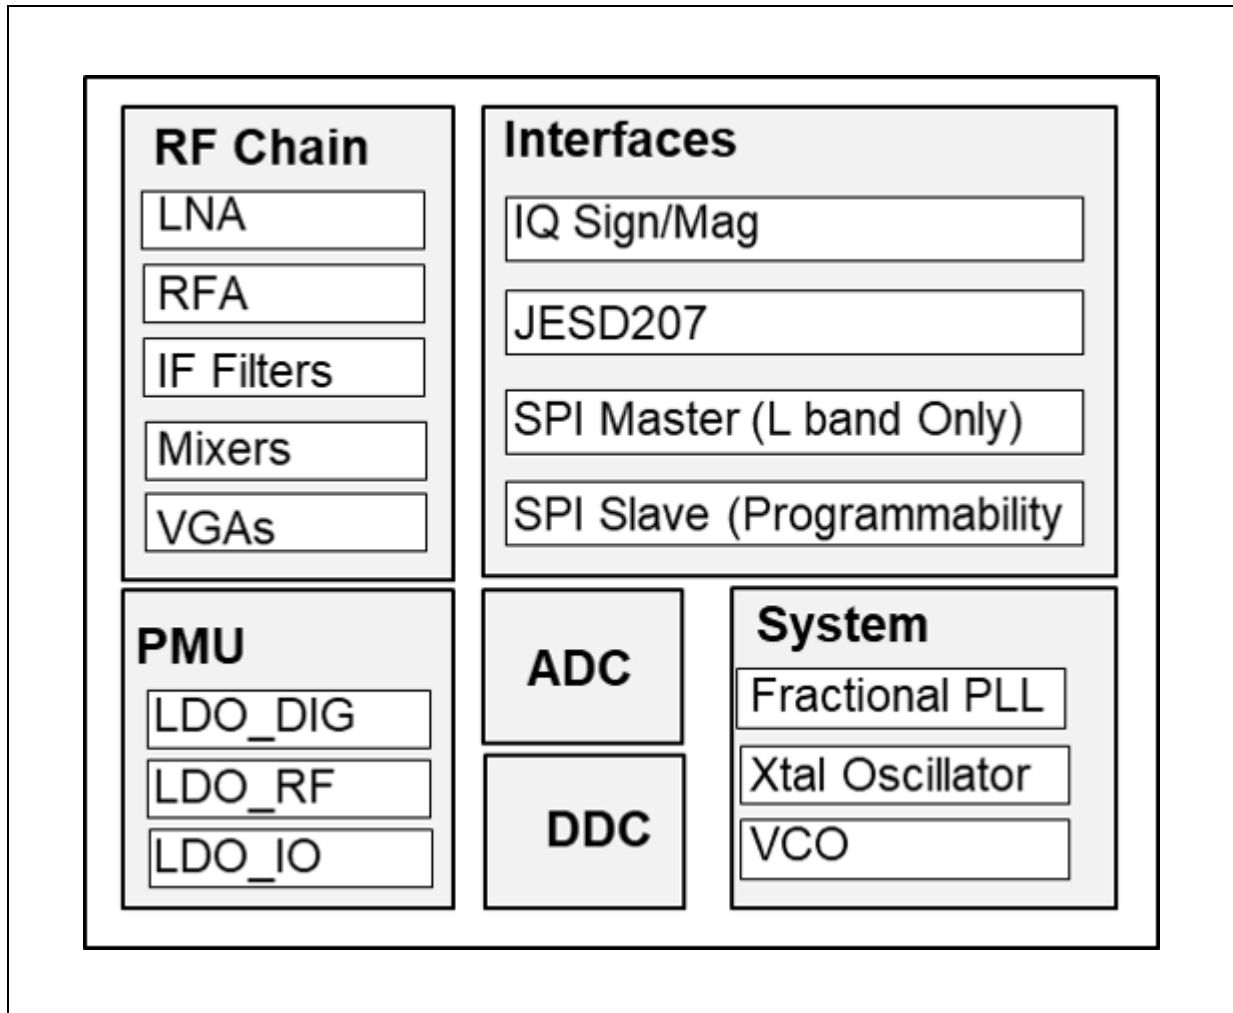 RF Chain
LNA
RFA
IF Filters
Mixers
VGAs
Interfaces
IQ Sign/Mag
JESD207
SPI Master (L band Only)
SPI Slave (Programmability
PMU
LDO_DIG
LDO_RF
LDO_IO
ADC
DDC
System
Fractional PLL
Xtal Oscillator
VCO